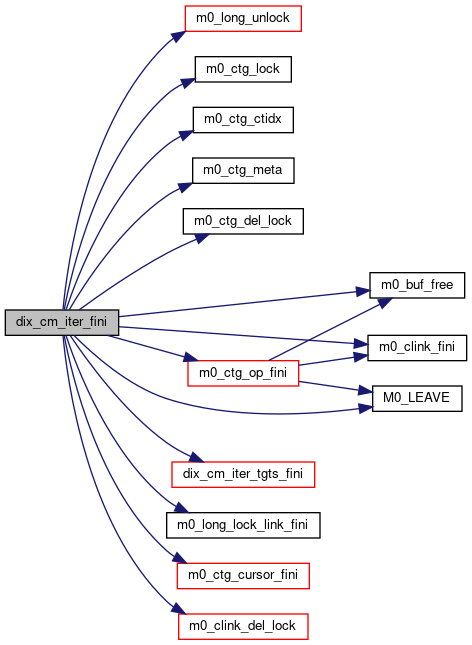 m0_long_unlock
m0_ctg_lock
m0_ctg_ctidx
m0_ctg_meta
m0_ctg_del_lock
m0_buf_free
dix_cm_iter_fini
m0_clink_fini
m0_ctg_op_fini
M0_LEAVE
dix_cm_iter_tgts_fini
m0_long_lock_link_fini
m0_ctg_cursor_fini
m0_clink_del_lock